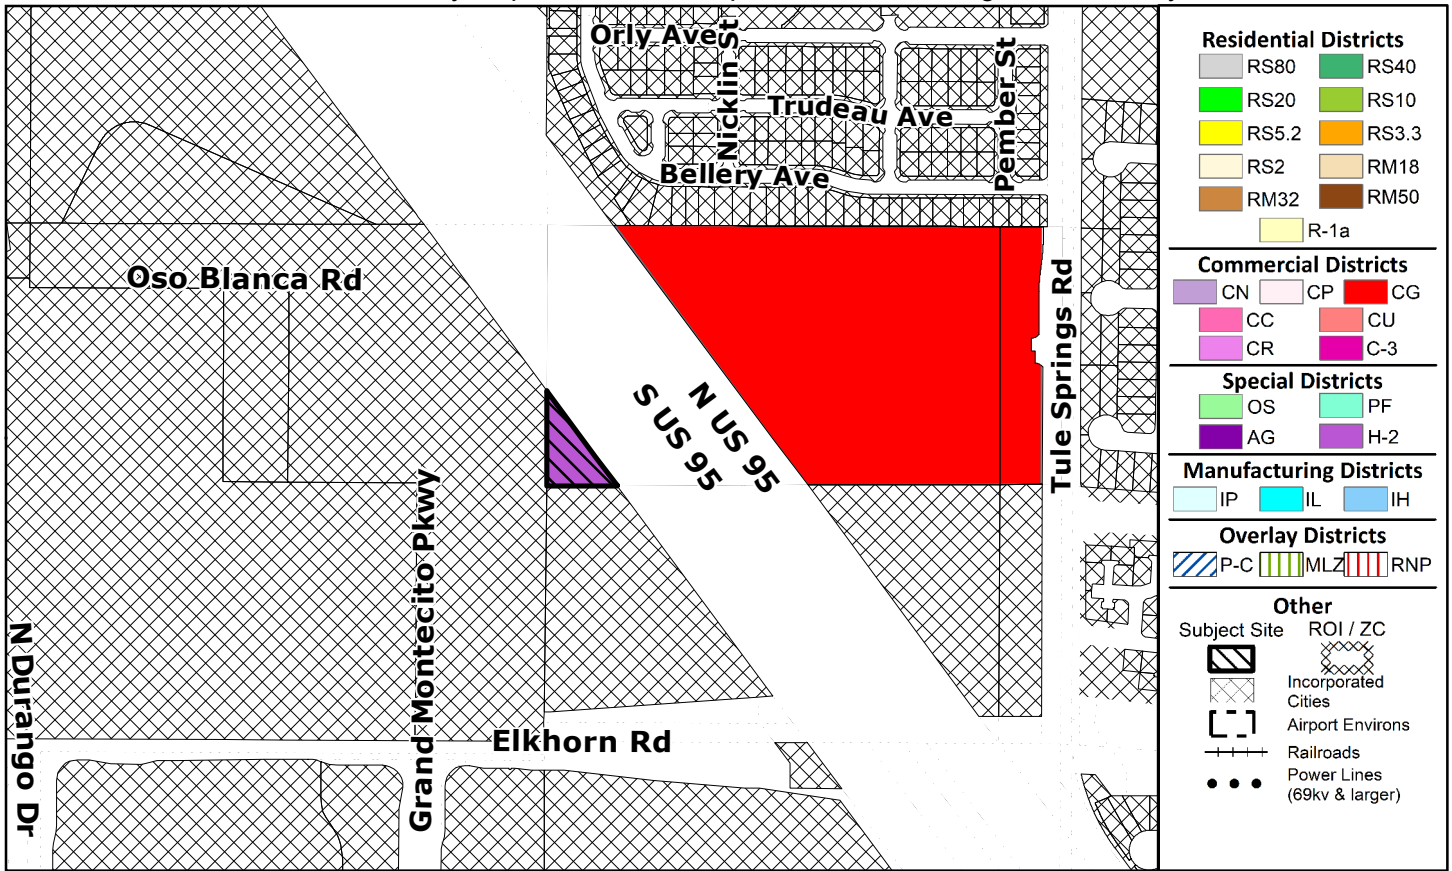 Orly Ave
Nicklin St
Pember St
Trudeau Ave
Bellery Ave
Oso Blanca Rd
Tule Springs Rd
N US 95
S US 95
Grand Montecito Pkwy
N Durango Dr
Elkhorn Rd
Residential Districts
RS80 RS40
RS20 RS10
RS5.2 RS3.3
RS2 RM18
RM32 RM50
R-1a
Commercial Districts
CN CP CG
CC CU
CR C-3
Special Districts
OS PF
AG H-2
Manufacturing Districts
IP IL IH
Overlay Districts
P-C MLZ RNP
Other
Subject Site ROI / ZC
Incorporated
Cities
Airport Environs
Railroads
Power Lines
(69kv & larger)